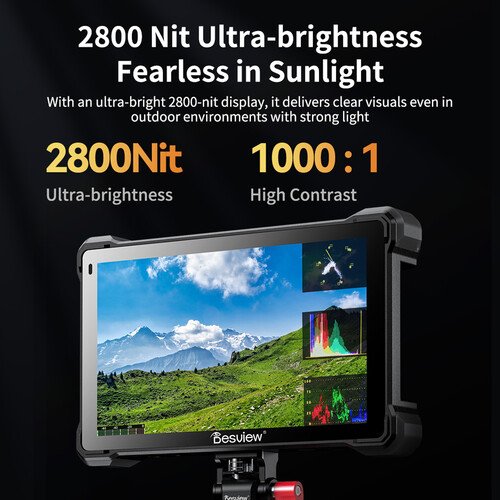 2800 Nit Ultra-brightness
Fearless in Sunlight
With an ultra-bright 2800-nit display, it delivers clear visuals even in
outdoor environments with strong light
2800Nit
Ultra-brightness
1000 : 1
High Contrast
Besview®
Besview